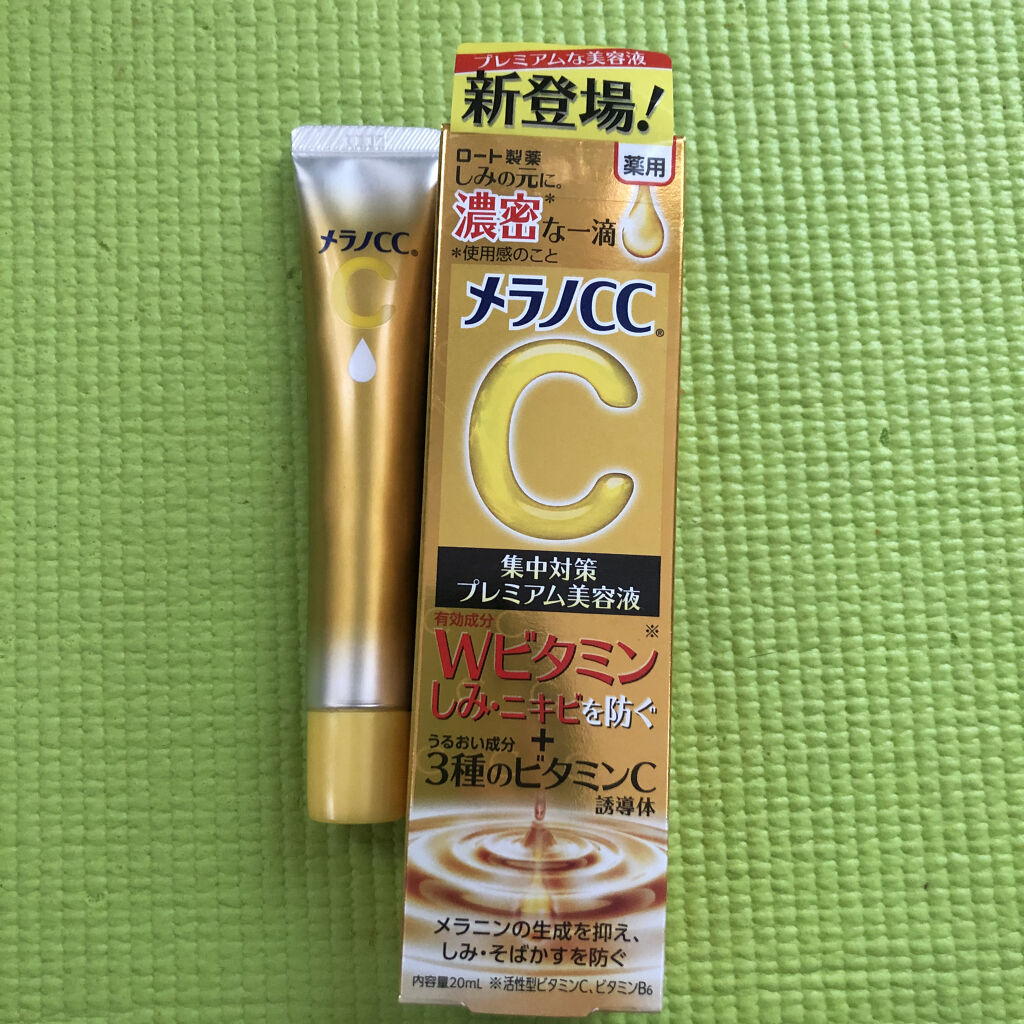 メラノCC®
C
プレミアムな美容液
新登場!
ロート製薬
薬用
しみの元に。
濃密*な一滴
*使用感のこと
メラノCC®
C
集中対策
プレミアム美容液
有効成分
Wビタミン※
しみ・ニキビを防ぐ
+
うるおい成分
3種のビタミンC
誘導体
メラニンの生成を抑え、
しみ・そばかすを防ぐ
内容量20mL ※活性型ビタミンC、ビタミンB6